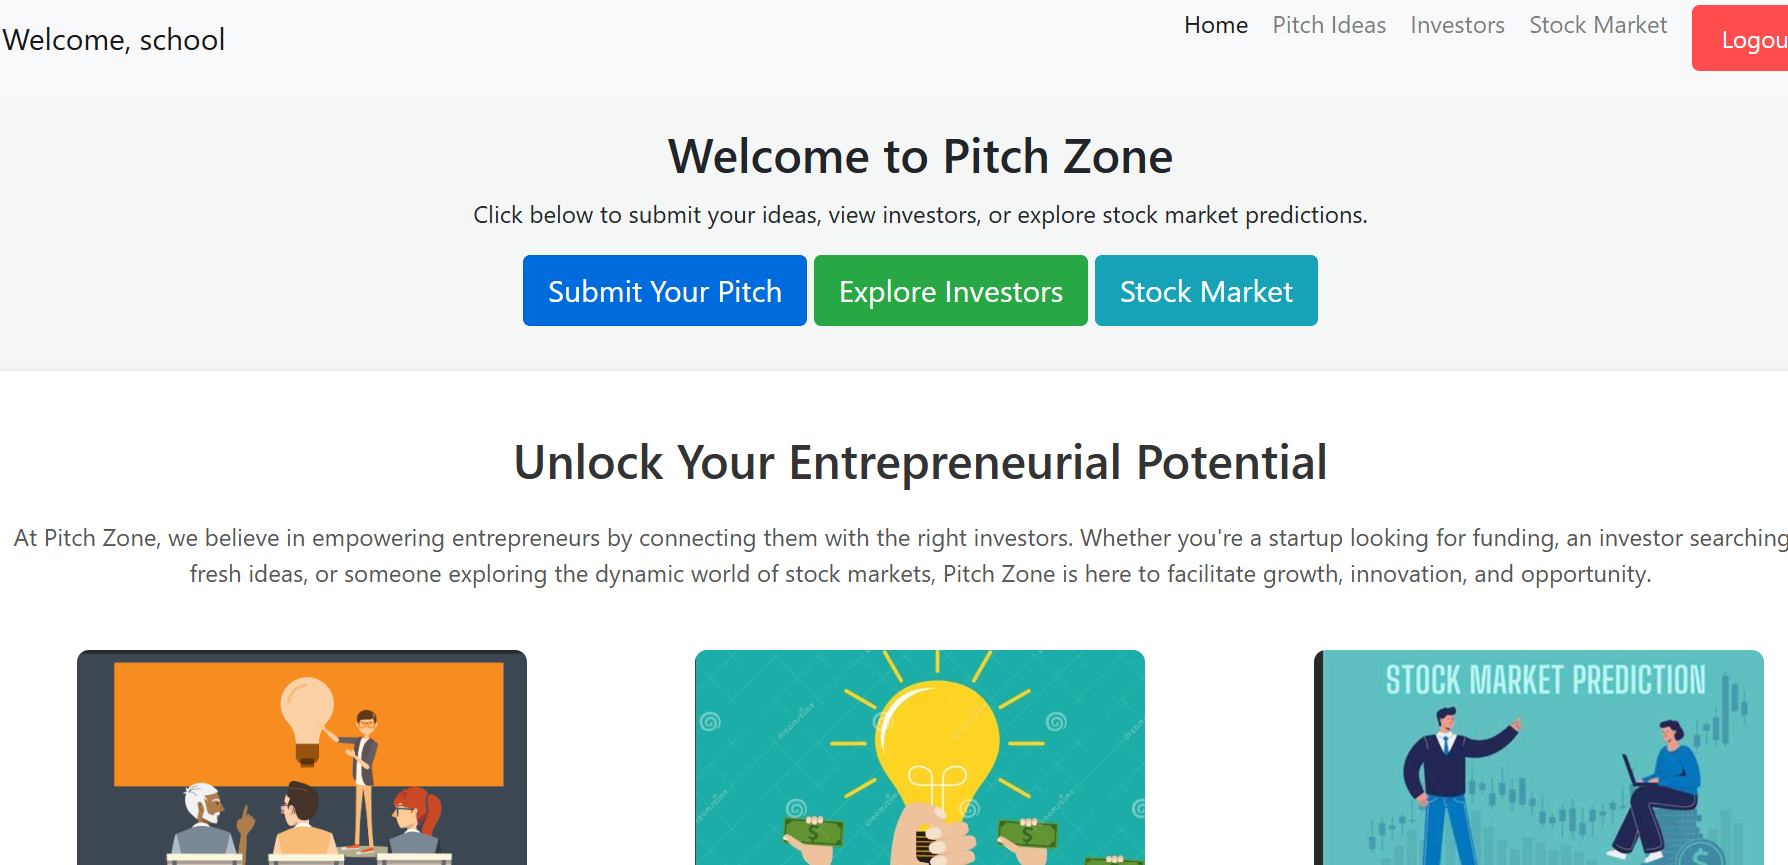 Welcome, school
Home
Pitch Ideas
Investors
Stock Market
Logou
Welcome to Pitch Zone
Click below to submit your ideas, view investors, or explore stock market predictions.
Submit Your Pitch
Explore Investors
Stock Market
Unlock Your Entrepreneurial Potential
At Pitch Zone, we believe in empowering entrepreneurs by connecting them with the right investors. Whether you're a startup looking for funding, an investor searching
fresh ideas, or someone exploring the dynamic world of stock markets, Pitch Zone is here to facilitate growth, innovation, and opportunity.
STOCK MARKET PREDICTION
dreamstime
dreamstime
dreamstime
dreamstime